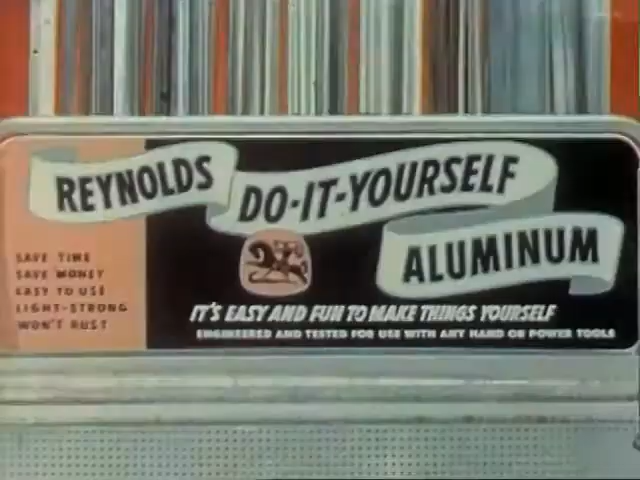 REYNOLDS
DO-IT-YOURSELF
ALUMINUM
SAVE TIME
SAVE MONEY
EASY TO USE
LIGHT-STRONG
WON'T RUST
IT'S EASY AND FUN TO MAKE THINGS YOURSELF
ENGINEERED AND TESTED FOR USE WITH ANY HAND OR POWER TOOLS